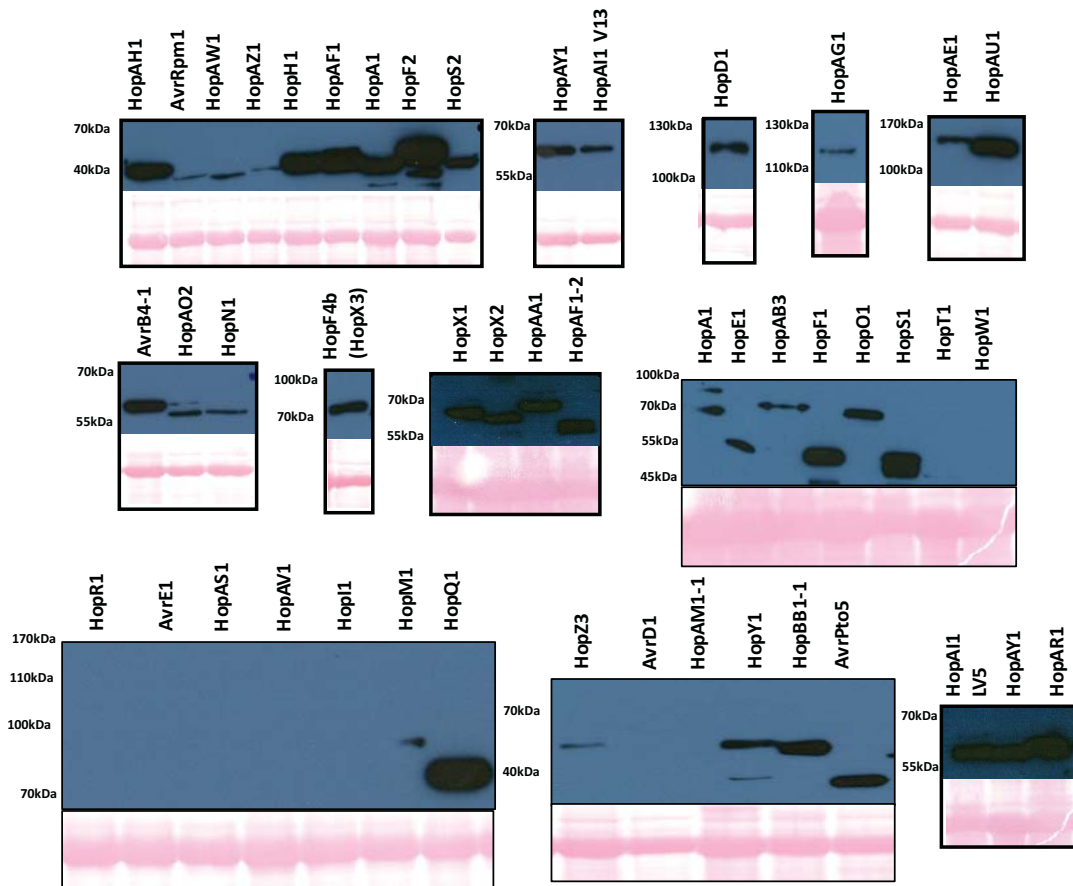 HopAH1
AvrRpm1
HopAW1
HopAZ1
HopH1
HopAF1
HopA1
HopF2
HopS2
70kDa
40kDa
HopAY1
HopAI1 V13
70kDa
55kDa
HopD1
130kDa
100kDa
HopAG1
130kDa
110kDa
HopAE1
HopAU1
170kDa
100kDa
AvrB4-1
HopAO2
HopN1
70kDa
55kDa
HopF4b
(HopX3)
100kDa
70kDa
HopX1
HopX2
HopAA1
HopAF1-2
70kDa
55kDa
HopA1
HopE1
HopAB3
HopF1
HopO1
HopS1
HopT1
HopW1
100kDa
70kDa
55kDa
45kDa
HopR1
AvrE1
HopAS1
HopAV1
HopI1
HopM1
HopQ1
170kDa
110kDa
100kDa
70kDa
HopZ3
AvrD1
HopAM1-1
HopY1
HopBB1-1
AvrPto5
70kDa
40kDa
HopAI1
LV5
HopAY1
HopAR1
70kDa
55kDa